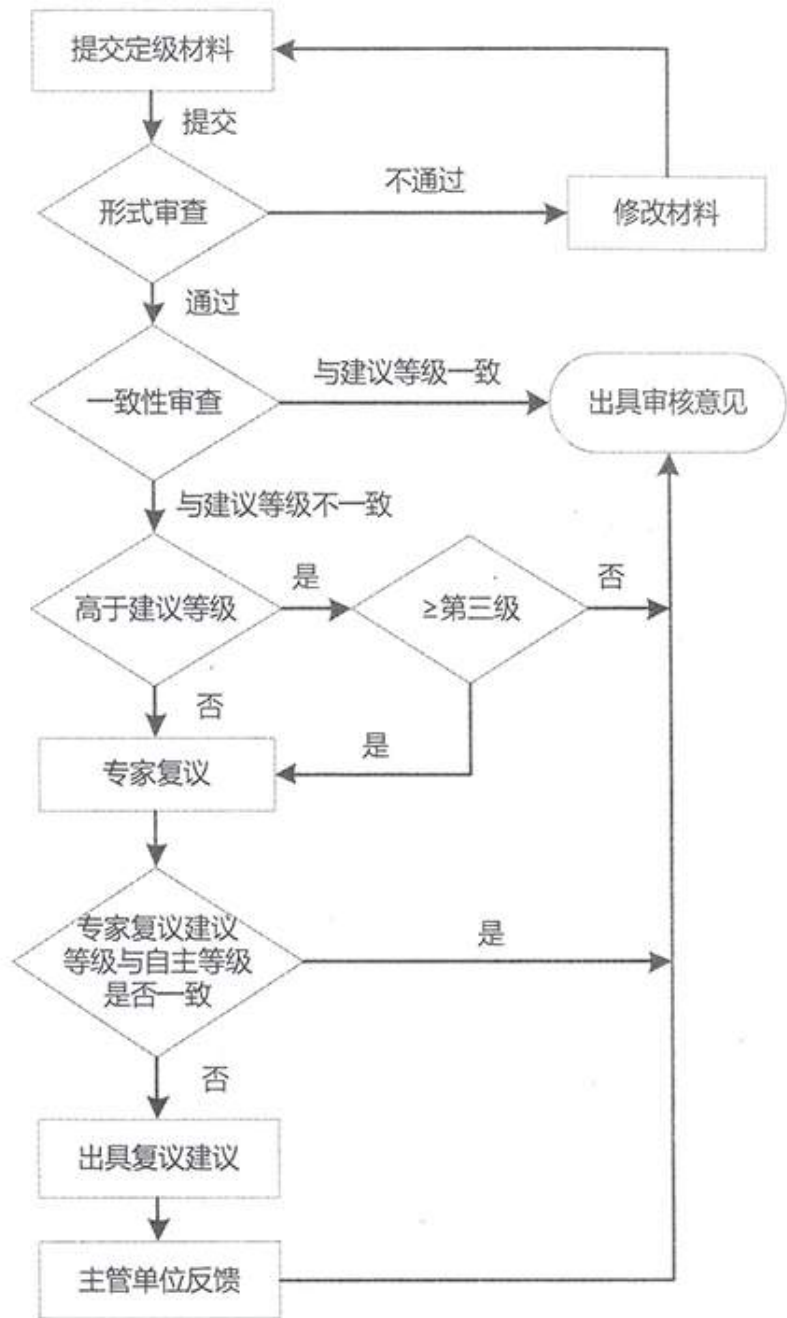 提交定级材料
提交
形式审查
不通过
修改材料
通过
一致性审查
与建议等级一致
出具审核意见
与建议等级不一致
高于建议等级
是
≥第三级
否
否
是
专家复议
专家复议建议
等级与自主等级
是否一致
是
否
出具复议建议
主管单位反馈